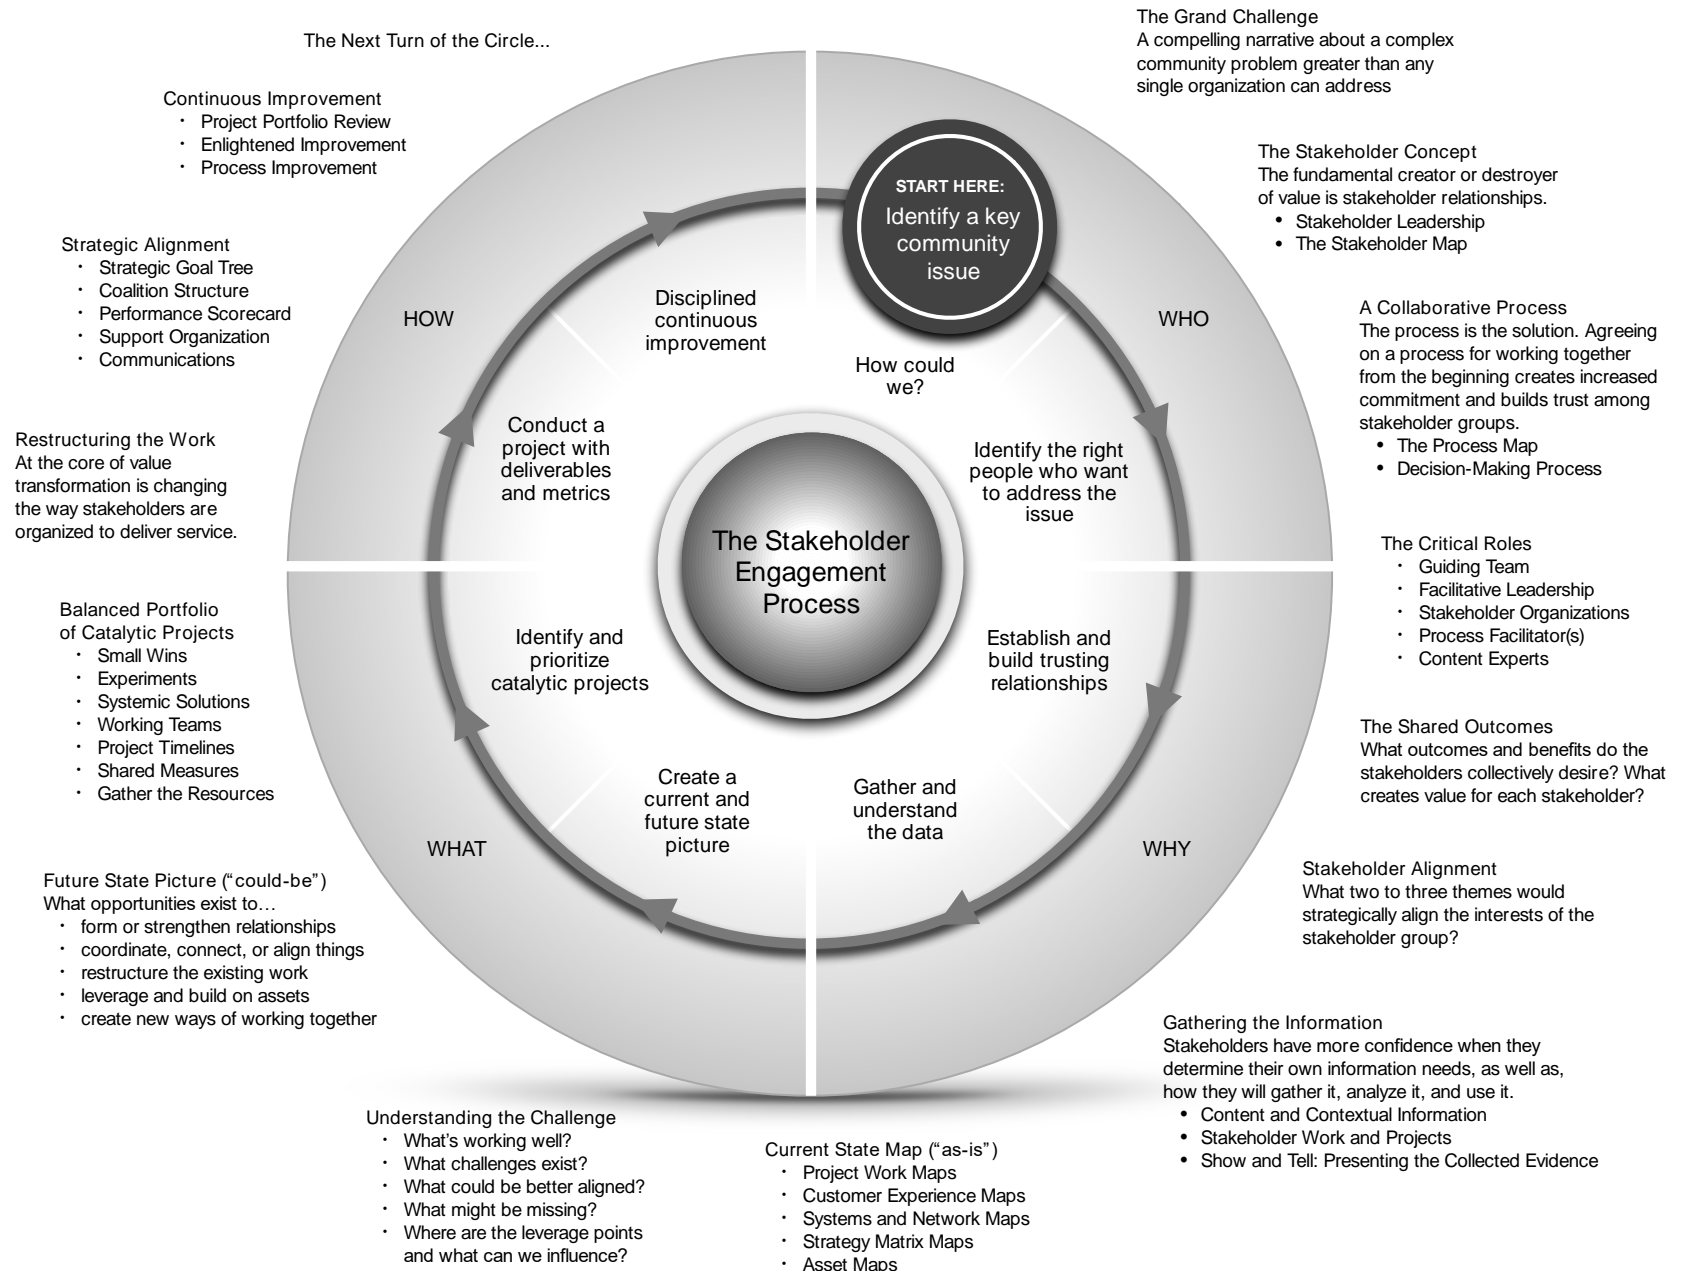 The Grand Challenge
A compelling narrative about a complex
community problem greater than any
single organization can address
The Stakeholder Concept
The fundamental creator or destroyer
of value is stakeholder relationships.
• Stakeholder Leadership
• The Stakeholder Map
A Collaborative Process
The process is the solution. Agreeing
on a process for working together
from the beginning creates increased
commitment and builds trust among
stakeholder groups.
• The Process Map
• Decision-Making Process
The Critical Roles
· Guiding Team
· Facilitative Leadership
· Stakeholder Organizations
· Process Facilitator(s)
· Content Experts
The Shared Outcomes
What outcomes and benefits do the
stakeholders collectively desire? What
creates value for each stakeholder?
Stakeholder Alignment
What two to three themes would
strategically align the interests of the
stakeholder group?
Gathering the Information
Stakeholders have more confidence when they
determine their own information needs, as well as,
how they will gather it, analyze it, and use it.
• Content and Contextual Information
• Stakeholder Work and Projects
• Show and Tell: Presenting the Collected Evidence
Current State Map (“as-is”)
· Project Work Maps
· Customer Experience Maps
· Systems and Network Maps
· Strategy Matrix Maps
· Asset Maps
Understanding the Challenge
· What’s working well?
· What challenges exist?
· What could be better aligned?
· What might be missing?
· Where are the leverage points
and what can we influence?
Future State Picture (“could-be”)
What opportunities exist to…
· form or strengthen relationships
· coordinate, connect, or align things
· restructure the existing work
· leverage and build on assets
· create new ways of working together
Balanced Portfolio
of Catalytic Projects
· Small Wins
· Experiments
· Systemic Solutions
· Working Teams
· Project Timelines
· Shared Measures
· Gather the Resources
Restructuring the Work
At the core of value
transformation is changing
the way stakeholders are
organized to deliver service.
Strategic Alignment
· Strategic Goal Tree
· Coalition Structure
· Performance Scorecard
· Support Organization
· Communications
Continuous Improvement
· Project Portfolio Review
· Enlightened Improvement
· Process Improvement
The Next Turn of the Circle...
START HERE:
Identify a key
community
issue
WHO
How could
we?
Identify the right
people who want
to address the
issue
WHY
Establish and
build trusting
relationships
Gather and
understand
the data
WHAT
Create a
current and
future state
picture
Identify and
prioritize
catalytic projects
HOW
Conduct a
project with
deliverables
and metrics
Disciplined
continuous
improvement
The Stakeholder
Engagement
Process